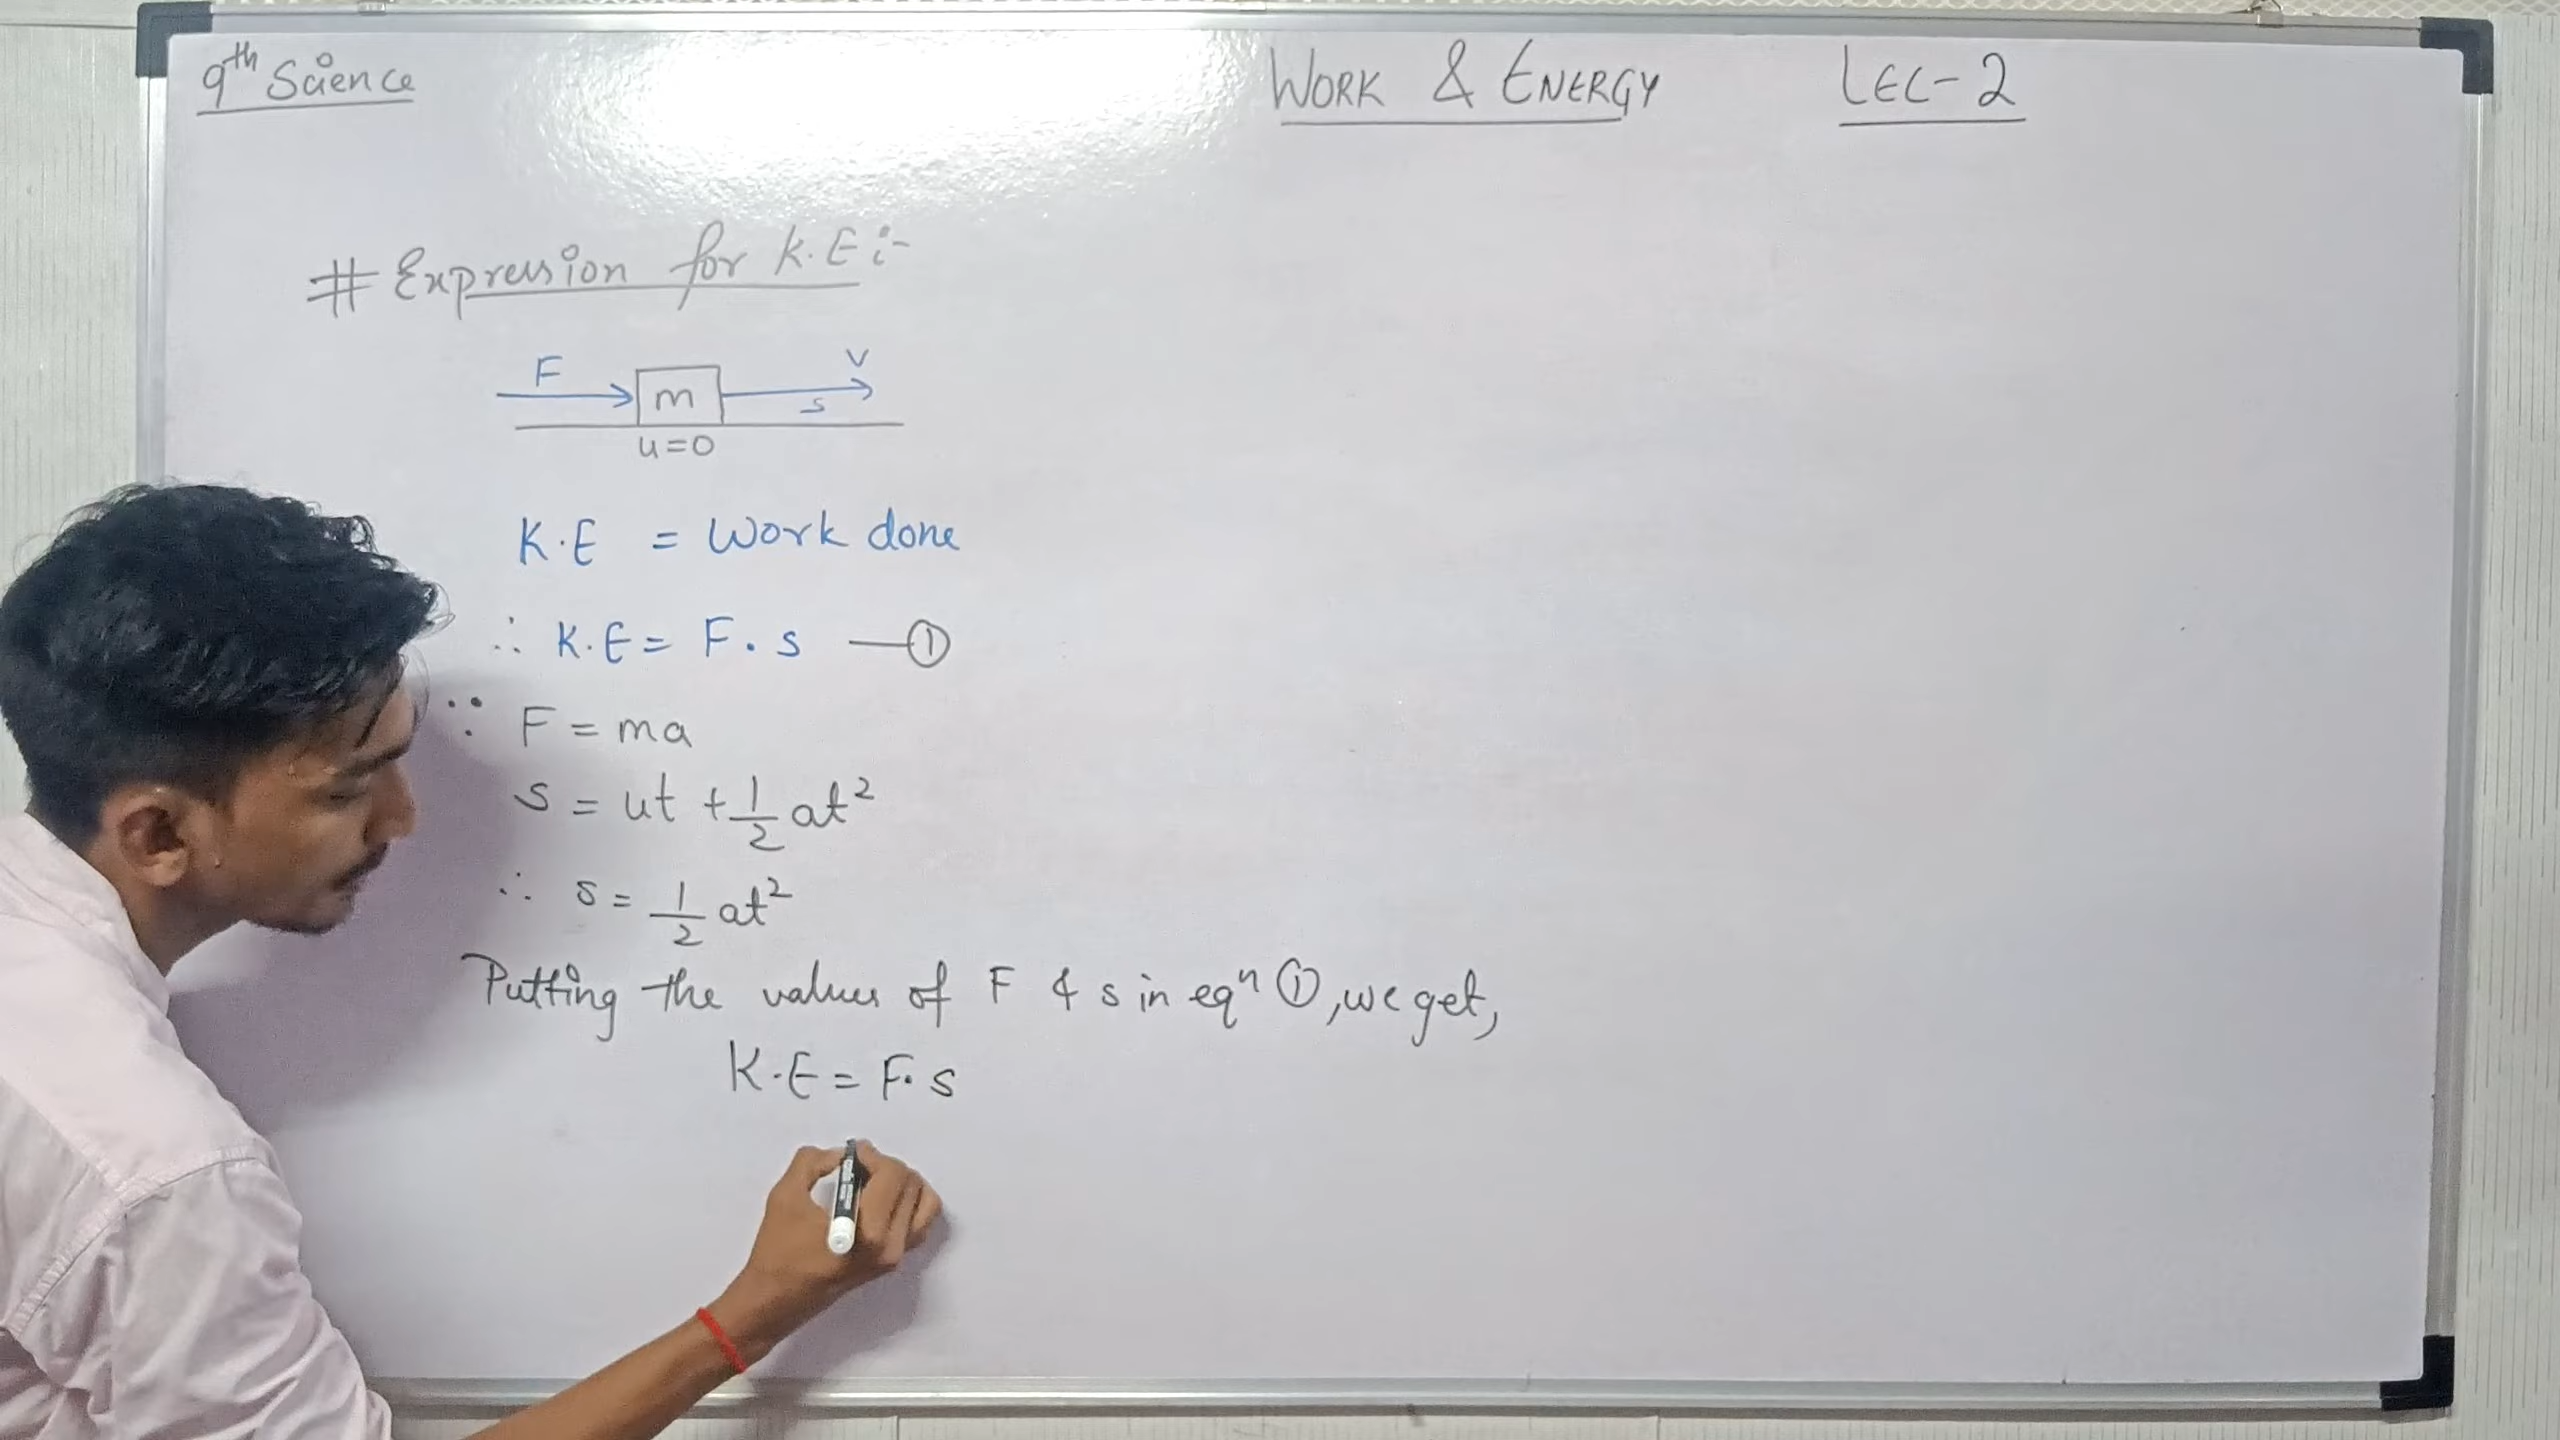 9th Science
WORK & ENERGY
LEC-2
# Expression for K.E :-
F
m
V
s
u=0
K.E = Work done
∴ K.E = F . s —①
∵ F = ma
s = ut + 1/2 at²
∴ s = 1/2 at²
Putting the values of F & s in eqⁿ ①, we get,
K.E = F. s